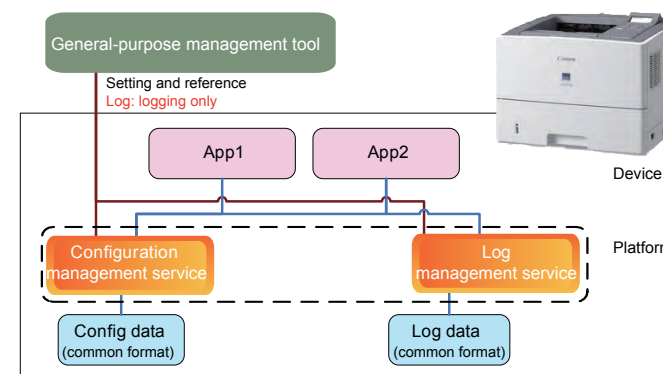 General-purpose management tool
Setting and reference
Log: logging only
Canon
App1
App2
Device
Configuration
management service
Log
management service
Platform
Config data
(common format)
Log data
(common format)